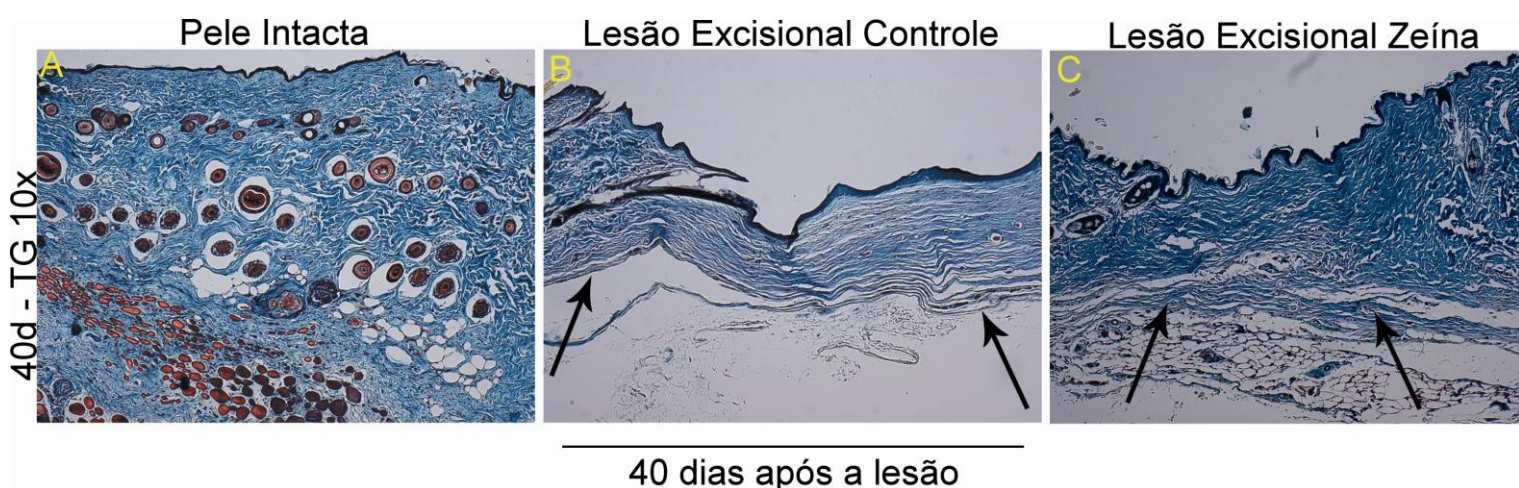 Pele Intacta
Lesão Excisional Controle
Lesão Excisional Zeína
A
B
C
40d - TG 10x
40 dias após a lesão